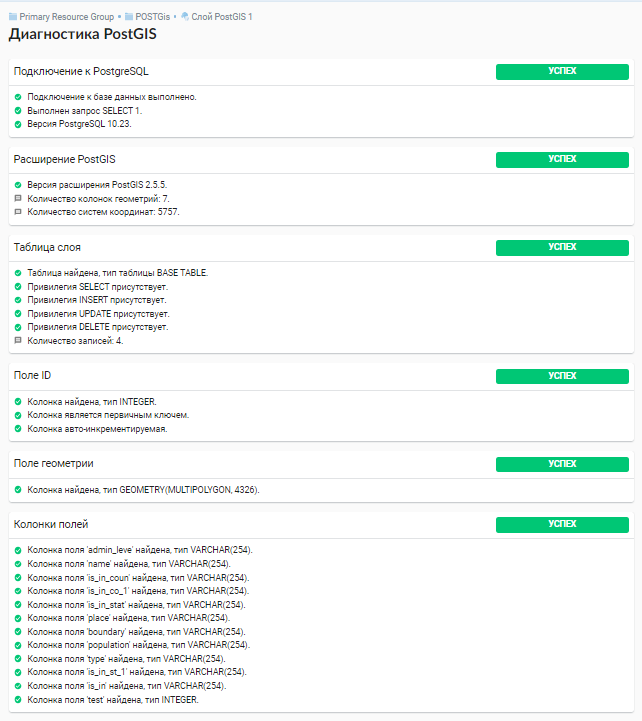 Primary Resource Group • POSTGis • Слой PostGIS 1
Диагностика PostGIS
Подключение к PostgreSQL УСПЕХ
Подключение к базе данных выполнено.
Выполнен запрос SELECT 1.
Версия PostgreSQL 10.23.
Расширение PostGIS УСПЕХ
Версия расширения PostGIS 2.5.5.
Количество колонок геометрий: 7.
Количество систем координат: 5757.
Таблица слоя УСПЕХ
Таблица найдена, тип таблицы BASE TABLE.
Привилегия SELECT присутствует.
Привилегия INSERT присутствует.
Привилегия UPDATE присутствует.
Привилегия DELETE присутствует.
Количество записей: 4.
Поле ID УСПЕХ
Колонка найдена, тип INTEGER.
Колонка является первичным ключем.
Колонка авто-инкрементируемая.
Поле геометрии УСПЕХ
Колонка найдена, тип GEOMETRY(MULTIPOLYGON, 4326).
Колонки полей УСПЕХ
Колонка поля 'admin_leve' найдена, тип VARCHAR(254).
Колонка поля 'name' найдена, тип VARCHAR(254).
Колонка поля 'is_in_coun' найдена, тип VARCHAR(254).
Колонка поля 'is_in_co_1' найдена, тип VARCHAR(254).
Колонка поля 'is_in_stat' найдена, тип VARCHAR(254).
Колонка поля 'place' найдена, тип VARCHAR(254).
Колонка поля 'boundary' найдена, тип VARCHAR(254).
Колонка поля 'population' найдена, тип VARCHAR(254).
Колонка поля 'type' найдена, тип VARCHAR(254).
Колонка поля 'is_in_st_1' найдена, тип VARCHAR(254).
Колонка поля 'is_in' найдена, тип VARCHAR(254).
Колонка поля 'test' найдена, тип INTEGER.